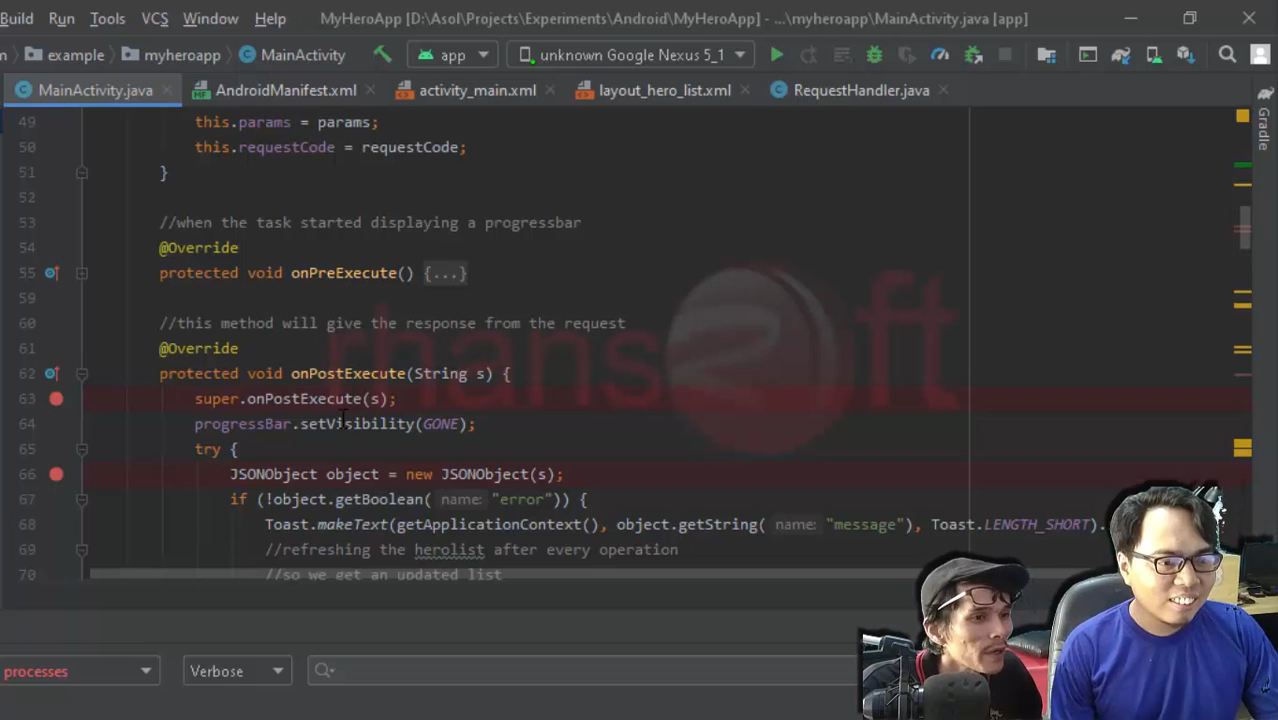 Build Run Tools VCS Window Help MyHeroApp [D:\Asol\Projects\Experiments\Android\MyHeroApp] - ...\myheroapp\MainActivity.java [app]
example myheroapp MainActivity app unknown Google Nexus 5_1
MainActivity.java AndroidManifest.xml activity_main.xml layout_hero_list.xml RequestHandler.java
Gradle
49 this.params = params;
50 this.requestCode = requestCode;
51 }
52
53 //when the task started displaying a progressbar
54 @Override
55 protected void onPreExecute() {...}
59
60 //this method will give the response from the request
61 @Override
62 protected void onPostExecute(String s) {
63 super.onPostExecute(s);
64 progressBar.setVisibility(GONE);
65 try {
66 JSONObject object = new JSONObject(s);
67 if (!object.getBoolean( name: "error")) {
68 Toast.makeText(getApplicationContext(), object.getString( name: "message"), Toast.LENGTH_SHORT).
69 //refreshing the herolist after every operation
70 //so we get an updated list
rhanssoft
processes Verbose